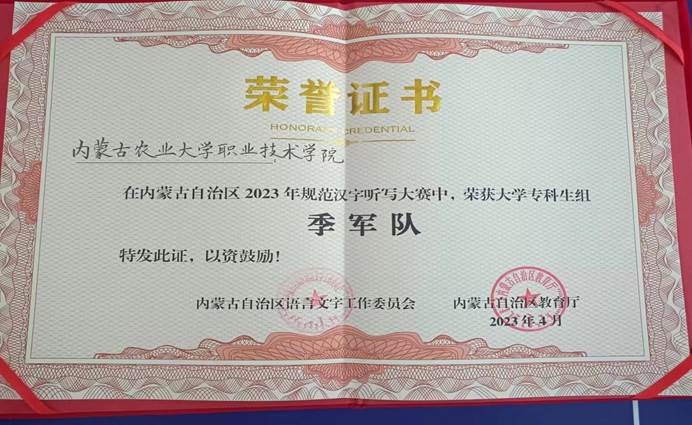 荣誉证书
HONORARY CREDENTIAL
内蒙古农业大学职业技术学院
在内蒙古自治区2023年规范汉字听写大赛中，荣获大学专科生组
季军队
特发此证，以资鼓励！
内蒙古自治区语言文字工作委员会 内蒙古自治区教育厅
2023年4月